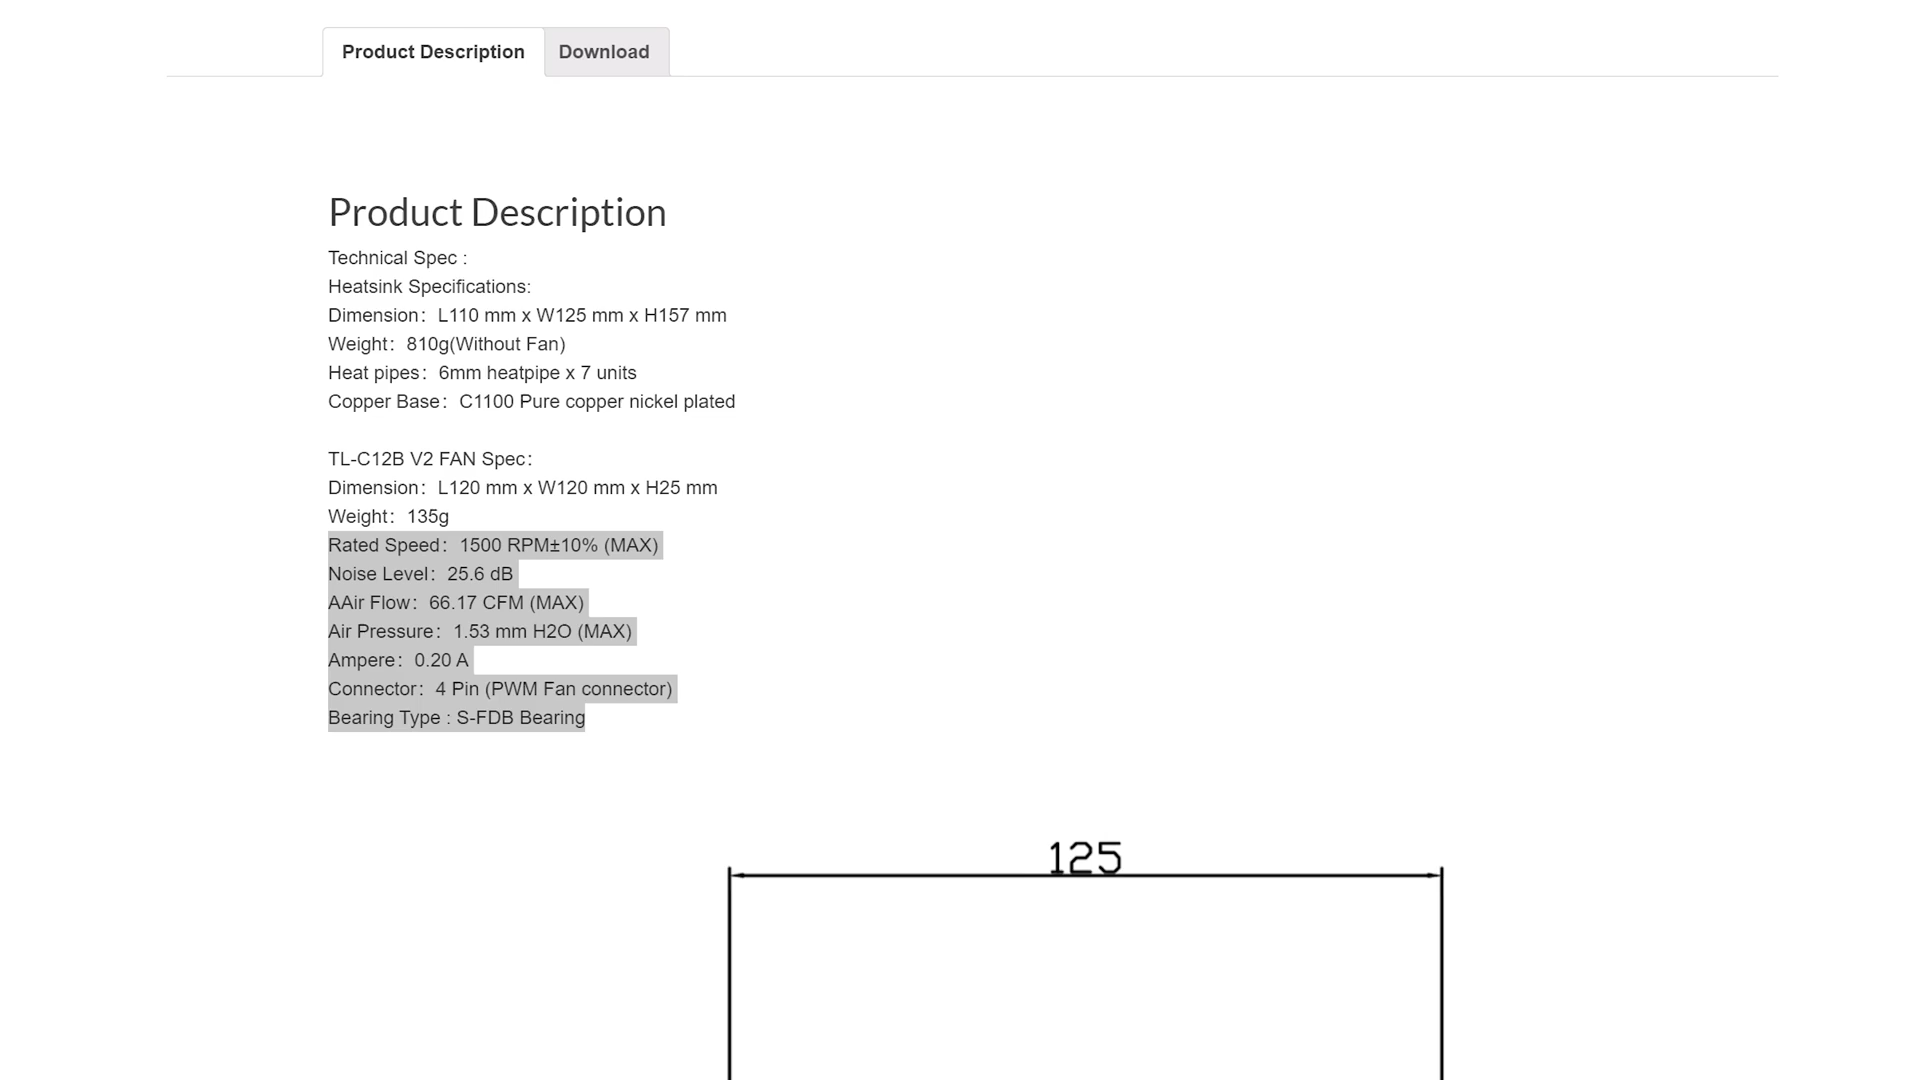 Product Description
Download
Product Description
Technical Spec :
Heatsink Specifications:
Dimension：L110 mm x W125 mm x H157 mm
Weight：810g(Without Fan)
Heat pipes：6mm heatpipe x 7 units
Copper Base：C1100 Pure copper nickel plated
TL-C12B V2 FAN Spec：
Dimension：L120 mm x W120 mm x H25 mm
Weight：135g
Rated Speed：1500 RPM±10% (MAX)
Noise Level：25.6 dB
AAir Flow：66.17 CFM (MAX)
Air Pressure：1.53 mm H2O (MAX)
Ampere：0.20 A
Connector：4 Pin (PWM Fan connector)
Bearing Type : S-FDB Bearing
125